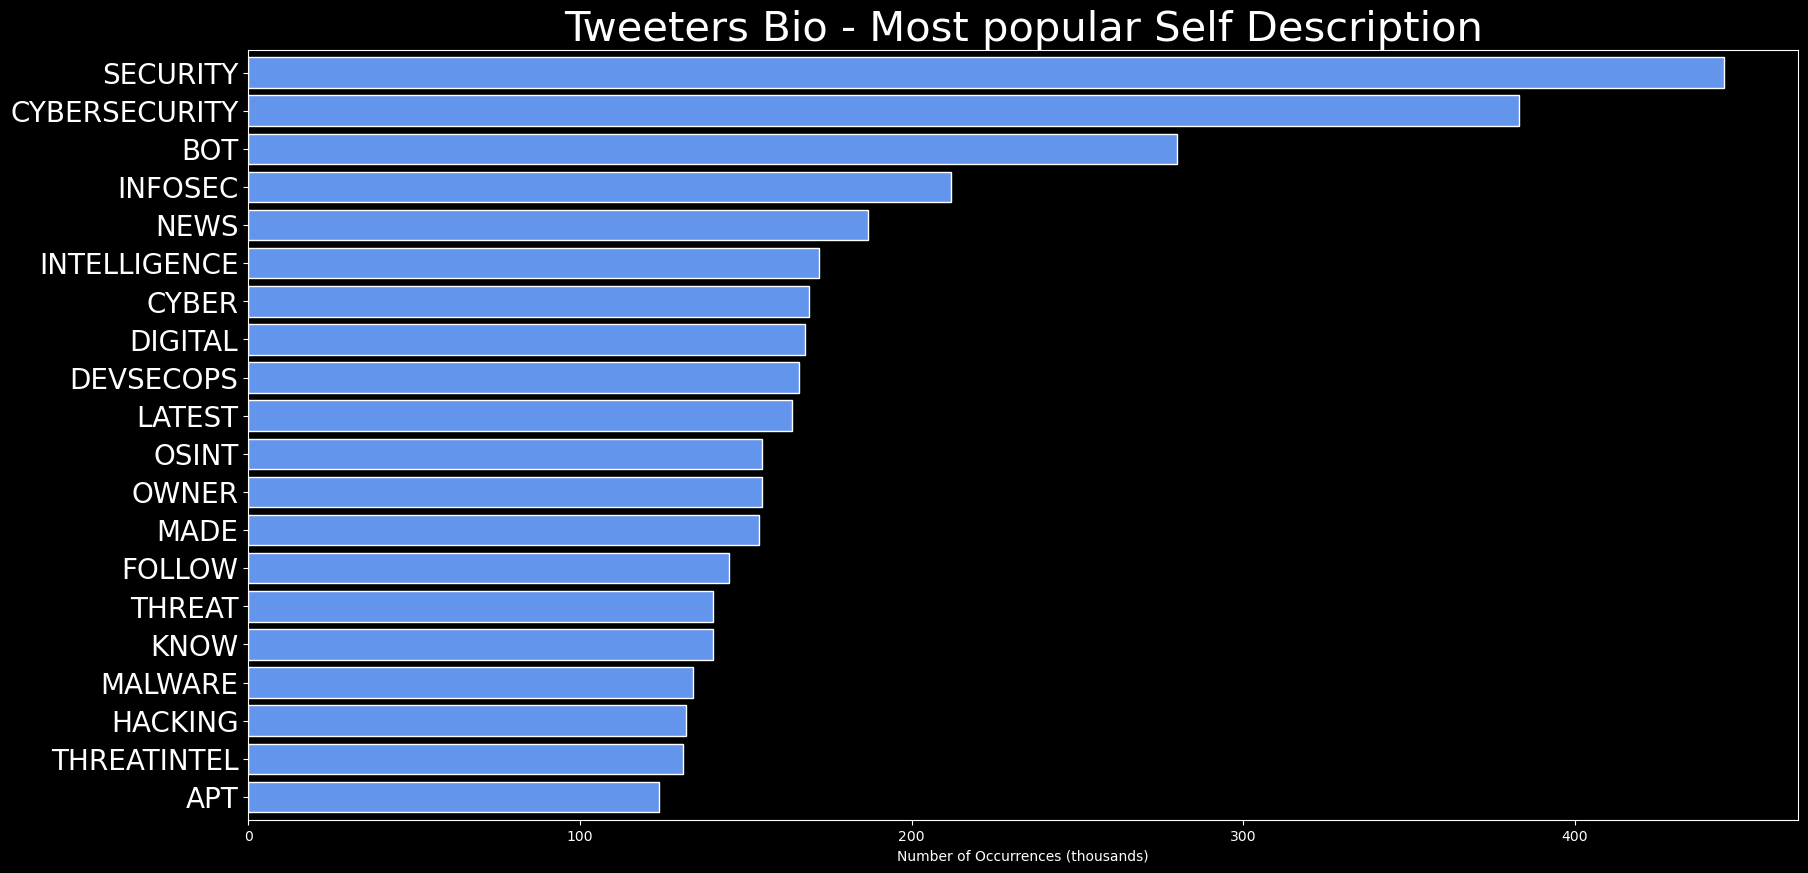 Tweeters Bio - Most popular Self Description
SECURITY
CYBERSECURITY
BOT
INFOSEC
NEWS
INTELLIGENCE
CYBER
DIGITAL
DEVSECOPS
LATEST
OSINT
OWNER
MADE
FOLLOW
THREAT
KNOW
MALWARE
HACKING
THREATINTEL
APT
0 100 200 300 400
Number of Occurrences (thousands)